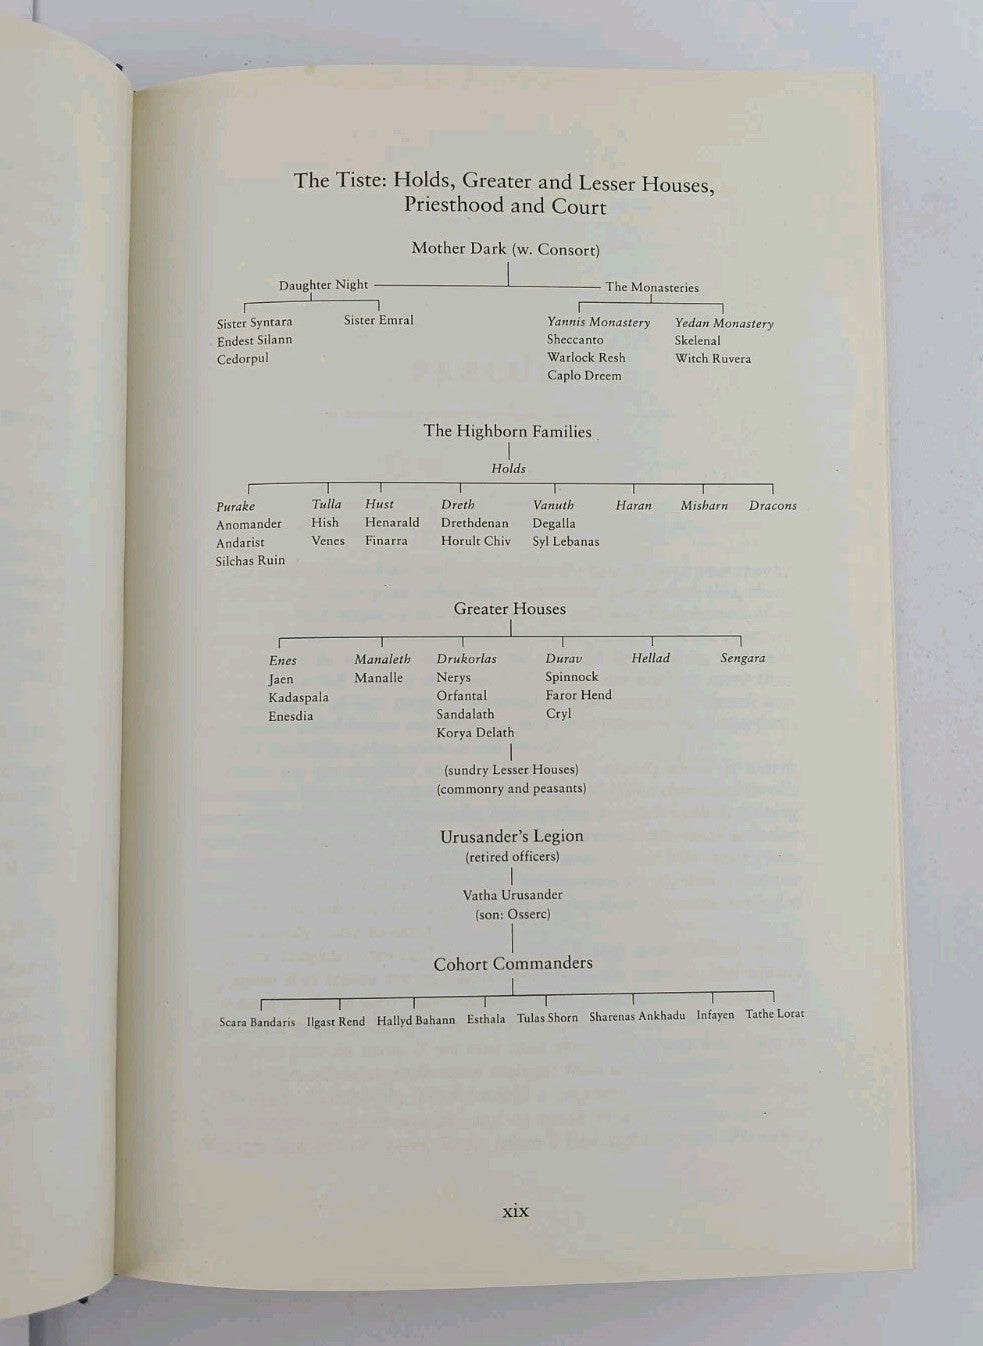 The Tiste: Holds, Greater and Lesser Houses,
Priesthood and Court
Mother Dark (w. Consort)
Daughter Night The Monasteries
Sister Syntara Sister Emral Yannis Monastery Yedan Monastery
Endest Silann Sheccanto Skelenal
Cedorpul Warlock Resh Witch Ruvera
Caplo Dreem
The Highborn Families
Holds
Purake Tulla Hust Dreth Vanuth Haran Misharn Dracons
Anomander Hish Henarald Drethdenan Degalla
Andarist Venes Finarra Horult Chiv Syl Lebanas
Silchas Ruin
Greater Houses
Enes Manaleth Drukorlas Durav Hellad Sengara
Jaen Manalle Nerys Spinnock
Kadaspala Orfantal Faror Hend
Enesdia Sandalath Cryl
Korya Delath
(sundry Lesser Houses)
(commonry and peasants)
Urusander's Legion
(retired officers)
Vatha Urusander
(son: Osserc)
Cohort Commanders
Scara Bandaris Ilgast Rend Hallyd Bahann Esthala Tulas Shorn Sharenas Ankhadu Infayen Tathe Lorat
xix